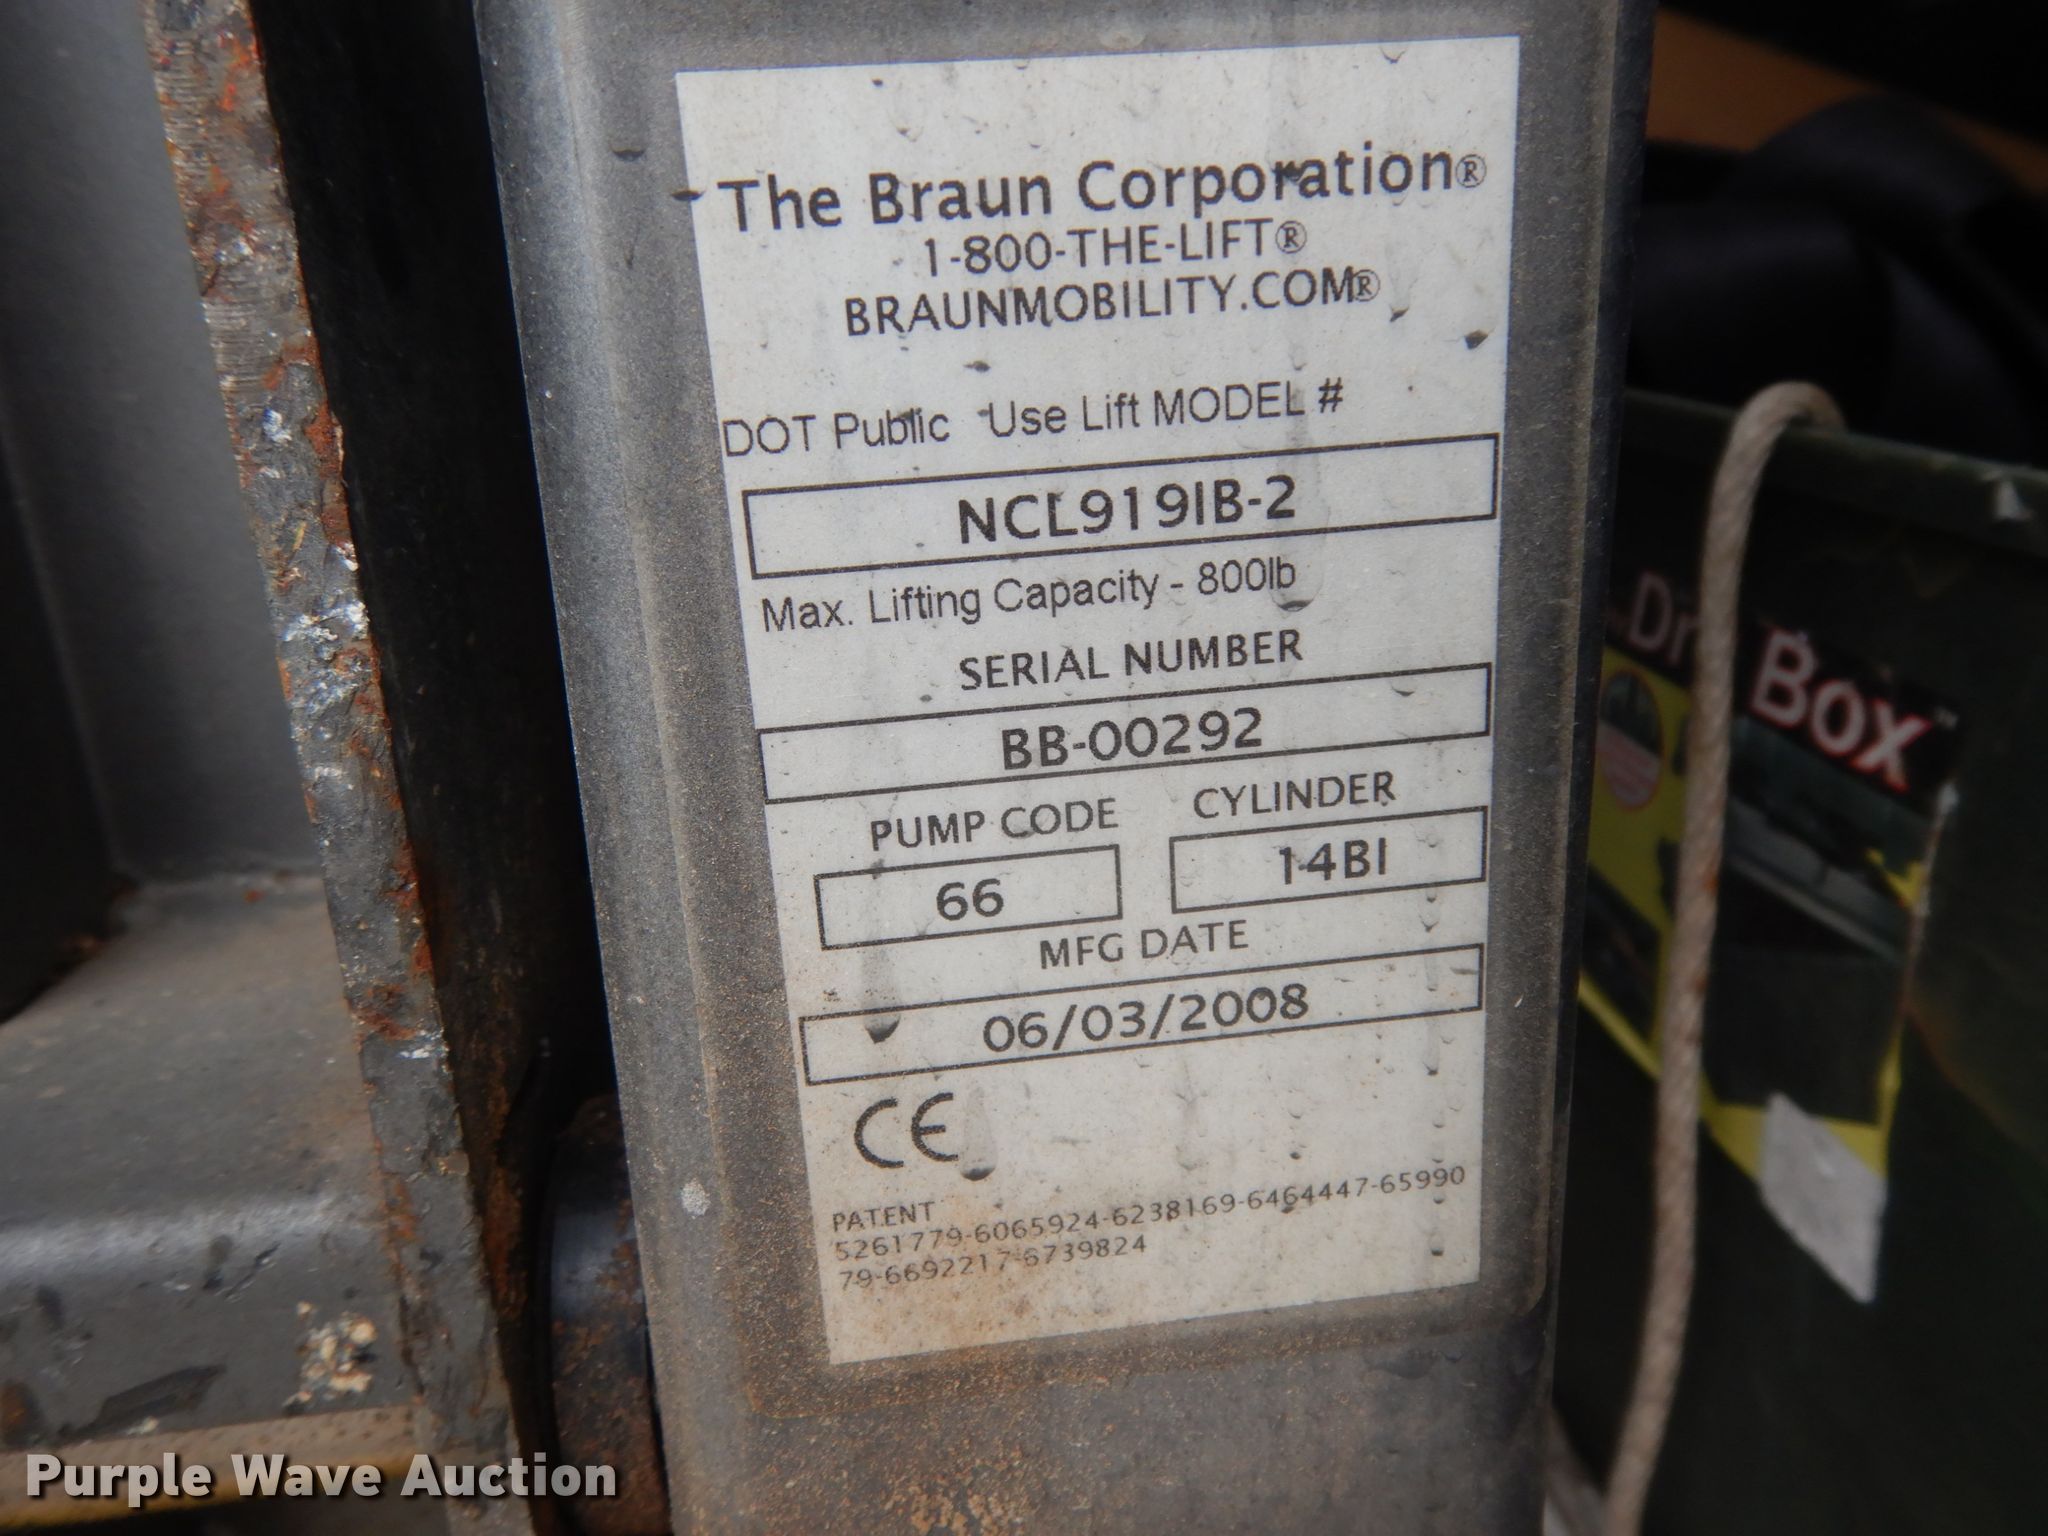 The Braun Corporation®
1-800-THE-LIFT®
BRAUNMOBILITY.COM®
DOT Public Use Lift MODEL #
NCL919IB-2
Max. Lifting Capacity - 800lb
SERIAL NUMBER
BB-00292
PUMP CODE CYLINDER
66 14BI
MFG DATE
06/03/2008
CE
PATENT
5261779-6065924-6238169-6464447-65990
79-6692217-6739824
Box™
Purple Wave Auction